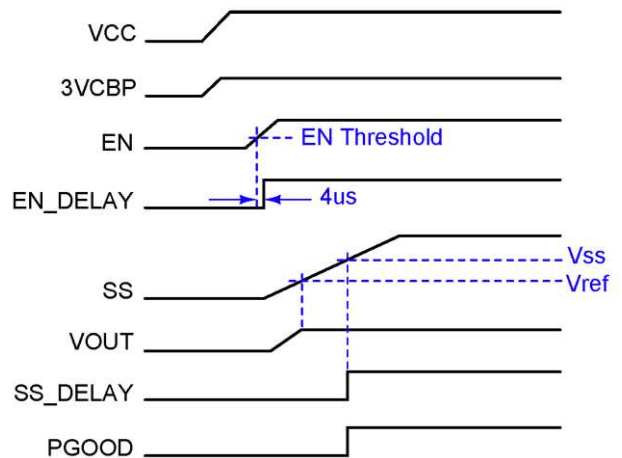 VCC
3VCBP
EN
EN Threshold
EN_DELAY
4us
SS
Vss
Vref
VOUT
SS_DELAY
PGOOD